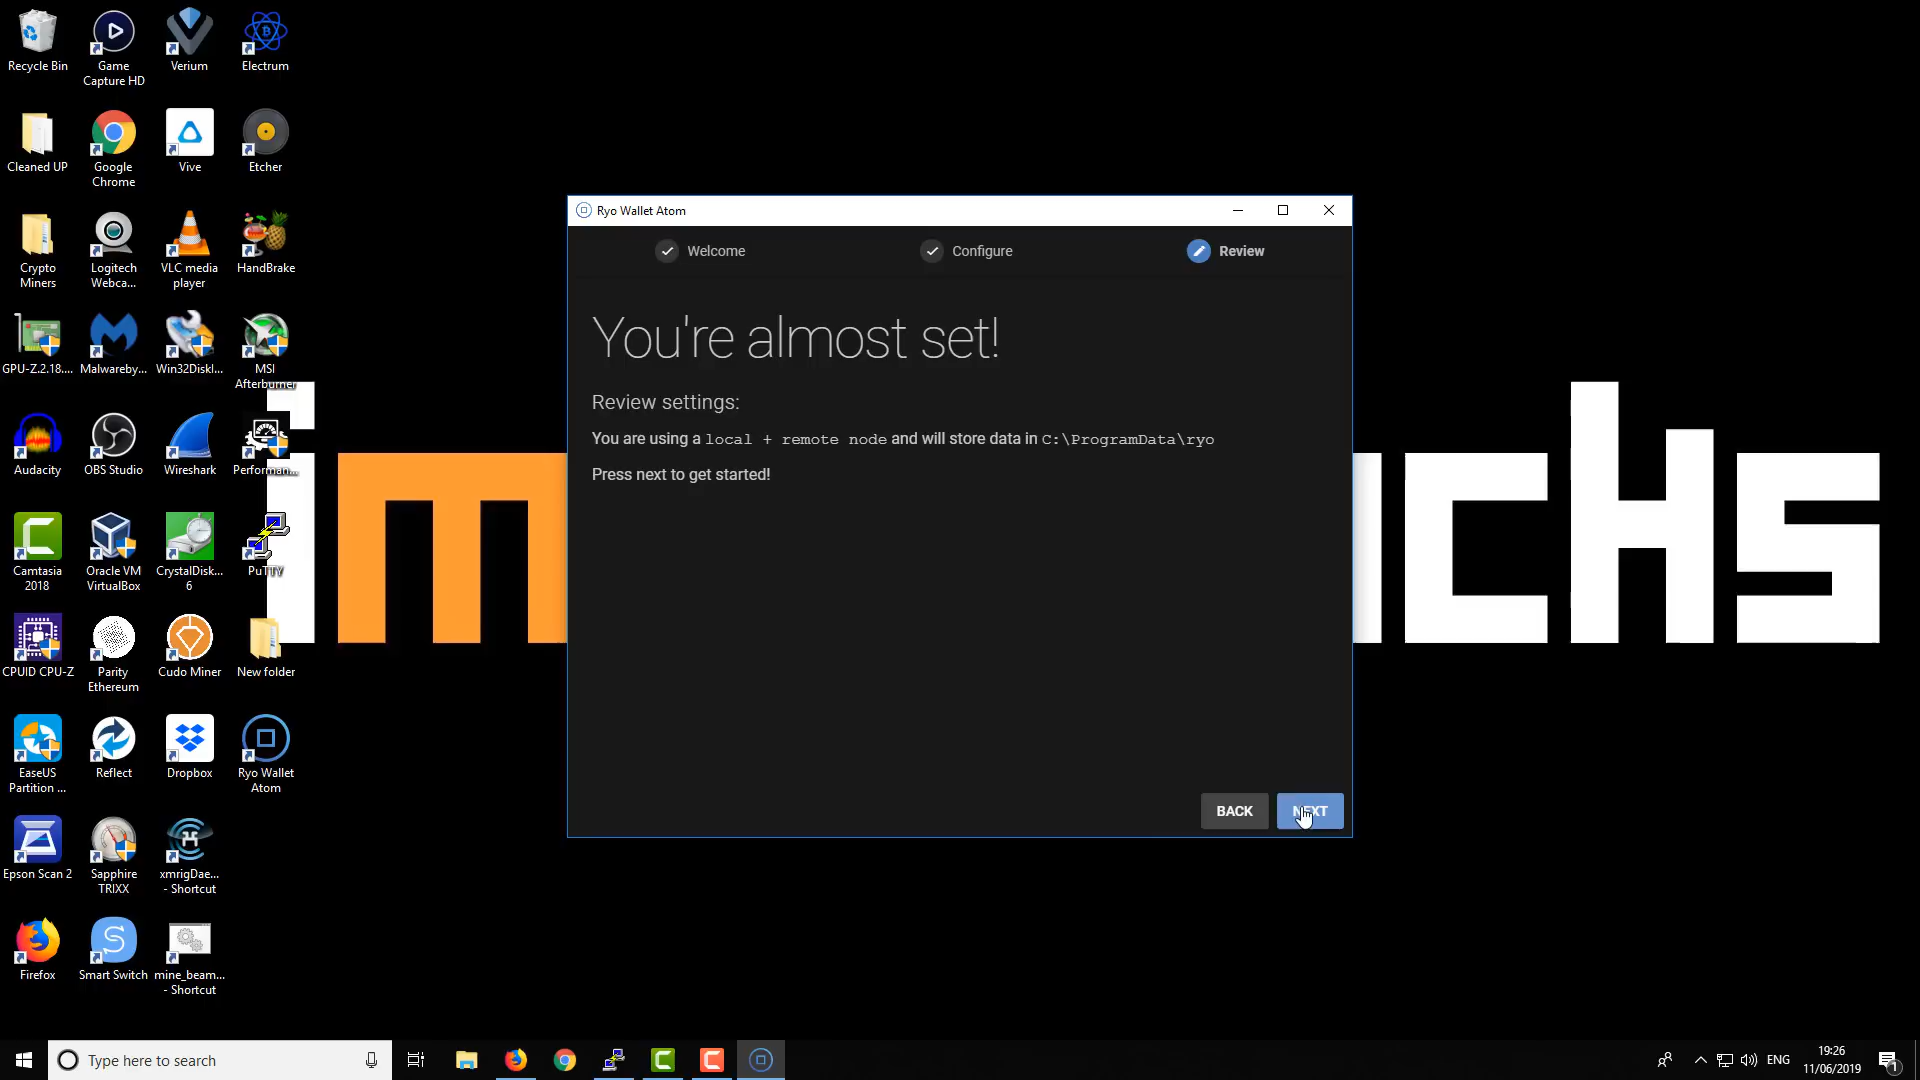 Recycle Bin
Game
Capture HD
Verium
Electrum
Cleaned UP
Google
Chrome
Vive
Etcher
Crypto
Miners
Logitech
Webca...
VLC media
player
HandBrake
GPU-Z.2.18....
Malwareby...
Win32DiskI...
MSI
Afterburner
Audacity
OBS Studio
Wireshark
Performan...
Camtasia
2018
Oracle VM
VirtualBox
CrystalDisk...
6
PuTTY
CPUID CPU-Z
Parity
Ethereum
Cudo Miner
New folder
EaseUS
Partition ...
Reflect
Dropbox
Ryo Wallet
Atom
Epson Scan 2
Sapphire
TRIXX
xmrigDae...
- Shortcut
Firefox
Smart Switch
mine_beam...
- Shortcut
Ryo Wallet Atom
Welcome
Configure
Review
You're almost set!
Review settings:
You are using a local + remote node and will store data in C:\ProgramData\ryo
Press next to get started!
BACK
NEXT
chs
Type here to search
ENG
19:26
11/06/2019
1